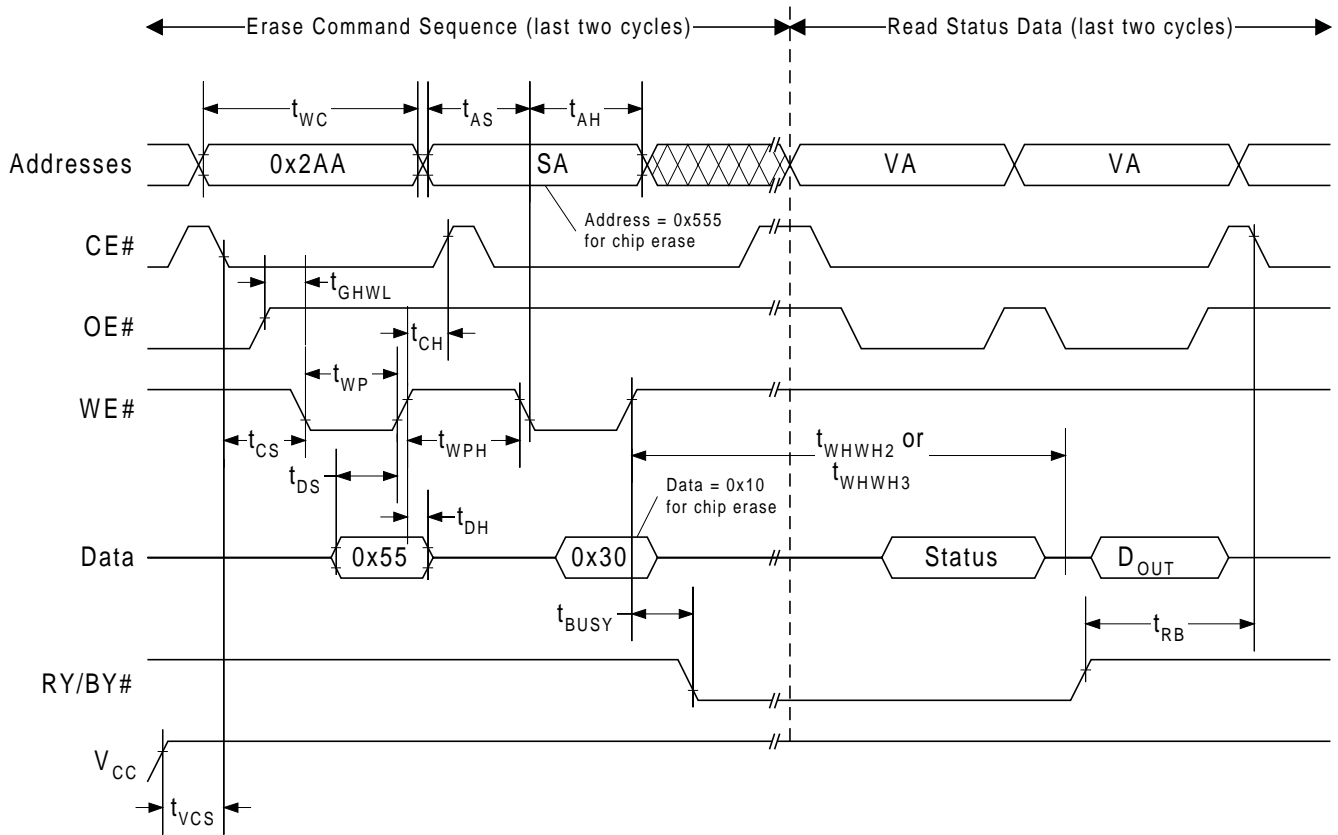 Erase Command Sequence (last two cycles)
Read Status Data (last two cycles)
tWC
tAS
tAH
Addresses
0x2AA
SA
VA
VA
Address = 0x555
for chip erase
CE#
tGHWL
OE#
tCH
tWP
WE#
tCS
tWPH
tWHWH2 or
tWHWH3
tDS
Data = 0x10
for chip erase
tDH
Data
0x55
0x30
Status
DOUT
tBUSY
tRB
RY/BY#
VCC
tVCS